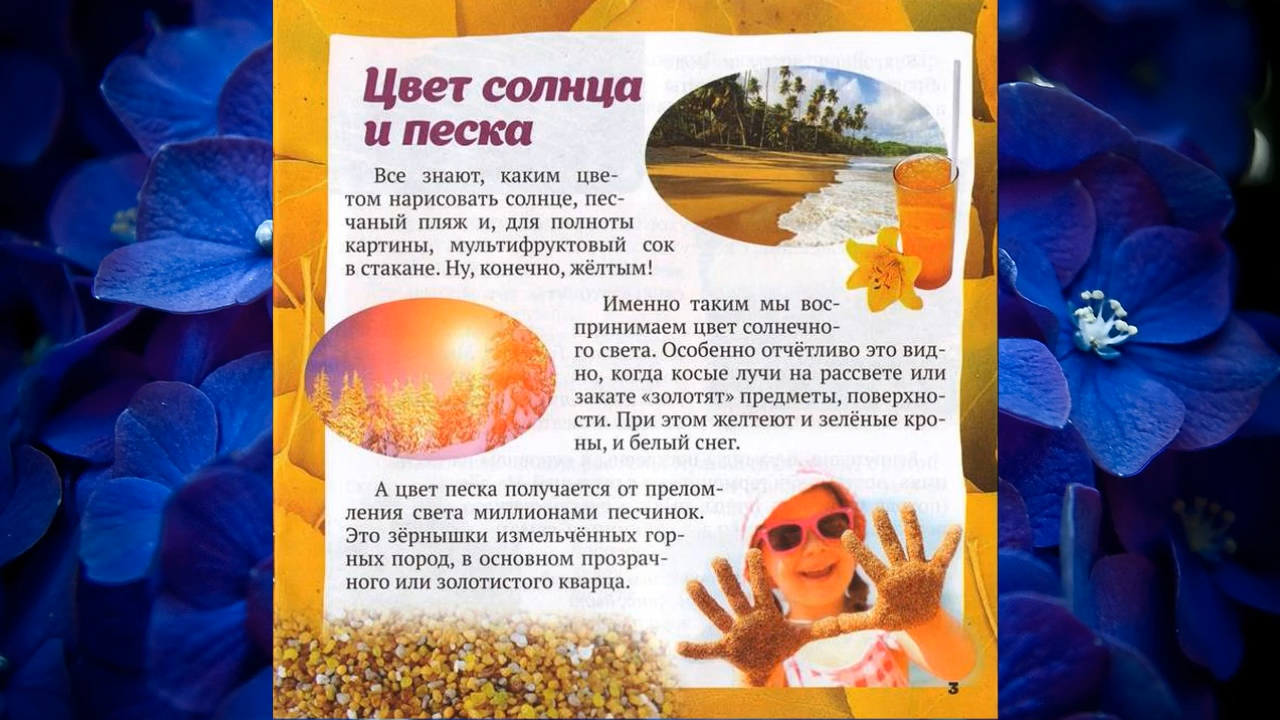 Цвет солнца
и песка
Все знают, каким цве-
том нарисовать солнце, пес-
чаный пляж и, для полноты
картины, мультифруктовый сок
в стакане. Ну, конечно, жёлтым!
Именно таким мы вос-
принимаем цвет солнечно-
го света. Особенно отчётливо это вид-
но, когда косые лучи на рассвете или
закате «золотят» предметы, поверхно-
сти. При этом желтеют и зелёные кро-
ны, и белый снег.
А цвет песка получается от прелом-
ления света миллионами песчинок.
Это зёрнышки измельчённых гор-
ных пород, в основном прозрач-
ного или золотистого кварца.
3